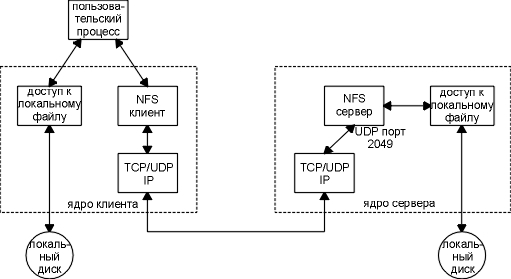 пользова-
тельский
процесс
доступ к
локальному
файлу
NFS
клиент
TCP/UDP
IP
ядро клиента
локаль-
ный
диск
NFS
сервер
доступ к
локальному
файлу
UDP порт
2049
TCP/UDP
IP
ядро сервера
локаль-
ный
диск